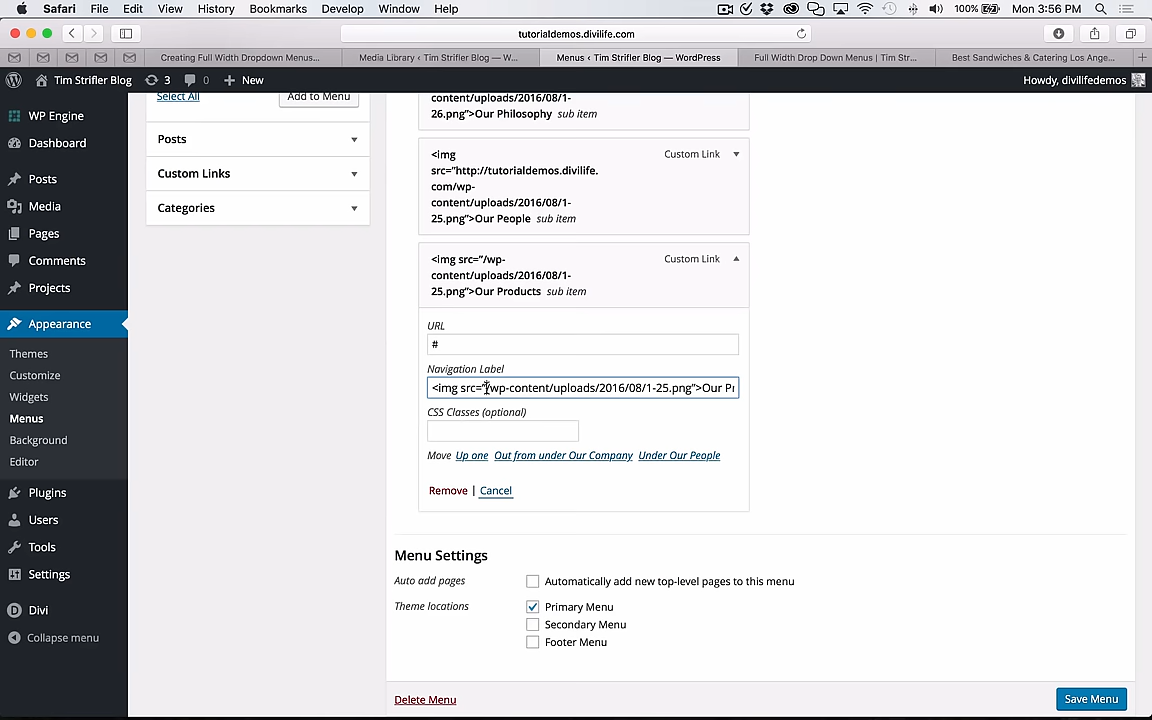 Safari File Edit View History Bookmarks Develop Window Help 100% Mon 3:56 PM
tutorialdemos.divilife.com
Creating Full Width Dropdown Menus... Media Library ‹ Tim Strifler Blog — W... Menus ‹ Tim Strifler Blog — WordPress Full Width Drop Down Menus | Tim Str... Best Sandwiches & Catering Los Ange...
Tim Strifler Blog 3 0 + New Howdy, divilifedemos
WP Engine
Dashboard
Posts
Media
Pages
Comments
Projects
Appearance
Themes
Customize
Widgets
Menus
Background
Editor
Plugins
Users
Tools
Settings
Divi
Collapse menu
Select All Add to Menu
Posts
Custom Links
Categories
content/uploads/2016/08/1-
26.png”>Our Philosophy sub item
<img Custom Link
src=”http://tutorialdemos.divilife.
com/wp-
content/uploads/2016/08/1-
25.png”>Our People sub item
<img src=”/wp- Custom Link
content/uploads/2016/08/1-
25.png”>Our Products sub item
URL
#
Navigation Label
<img src=”/wp-content/uploads/2016/08/1-25.png”>Our Pr
CSS Classes (optional)
Move Up one Out from under Our Company Under Our People
Remove | Cancel
Menu Settings
Auto add pages Automatically add new top-level pages to this menu
Theme locations Primary Menu
Secondary Menu
Footer Menu
Delete Menu Save Menu